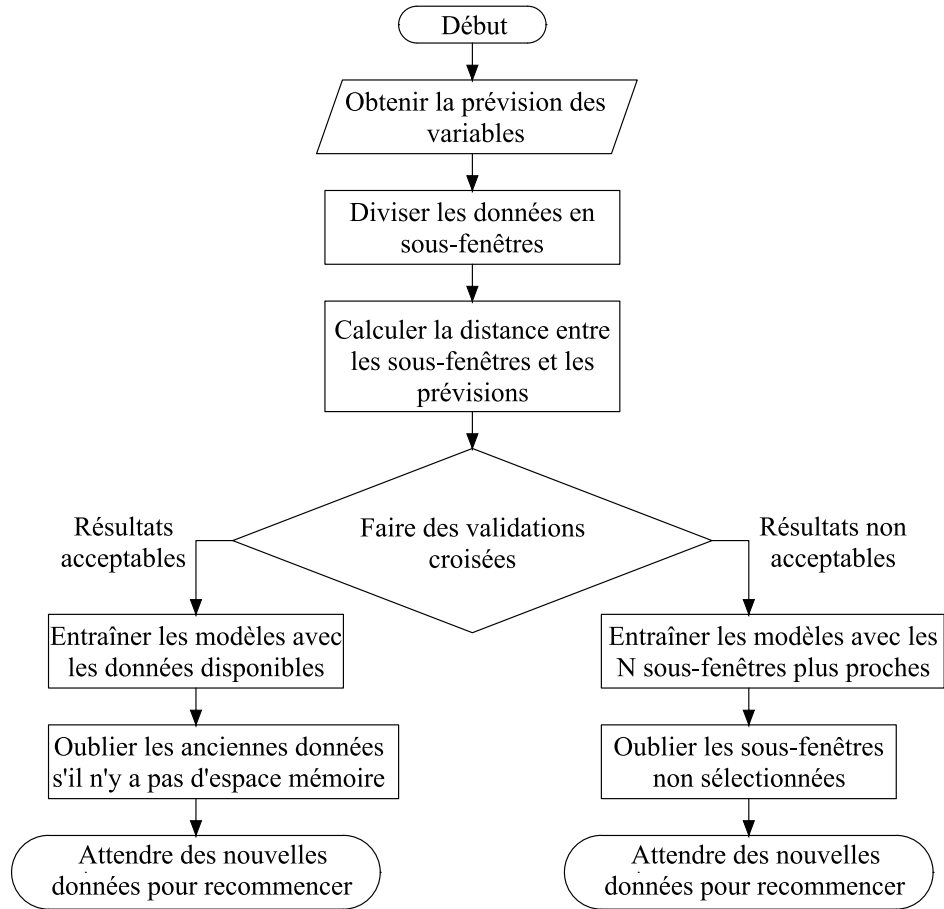 Début
Obtenir la prévision des
variables
Diviser les données en
sous-fenêtres
Calculer la distance entre
les sous-fenêtres et les
prévisions
Faire des validations
croisées
Résultats
acceptables
Résultats non
acceptables
Entraîner les modèles avec
les données disponibles
Entraîner les modèles avec les
N sous-fenêtres plus proches
Oublier les anciennes données
s'il n'y a pas d'espace mémoire
Oublier les sous-fenêtres
non sélectionnées
Attendre des nouvelles
données pour recommencer
Attendre des nouvelles
données pour recommencer